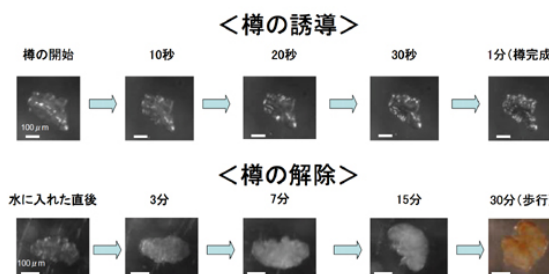 ＜樽の誘導＞
樽の開始 10秒 20秒 30秒 1分(樽完成
100μm
＜樽の解除＞
水に入れた直後 3分 7分 15分 30分(歩行
100μm